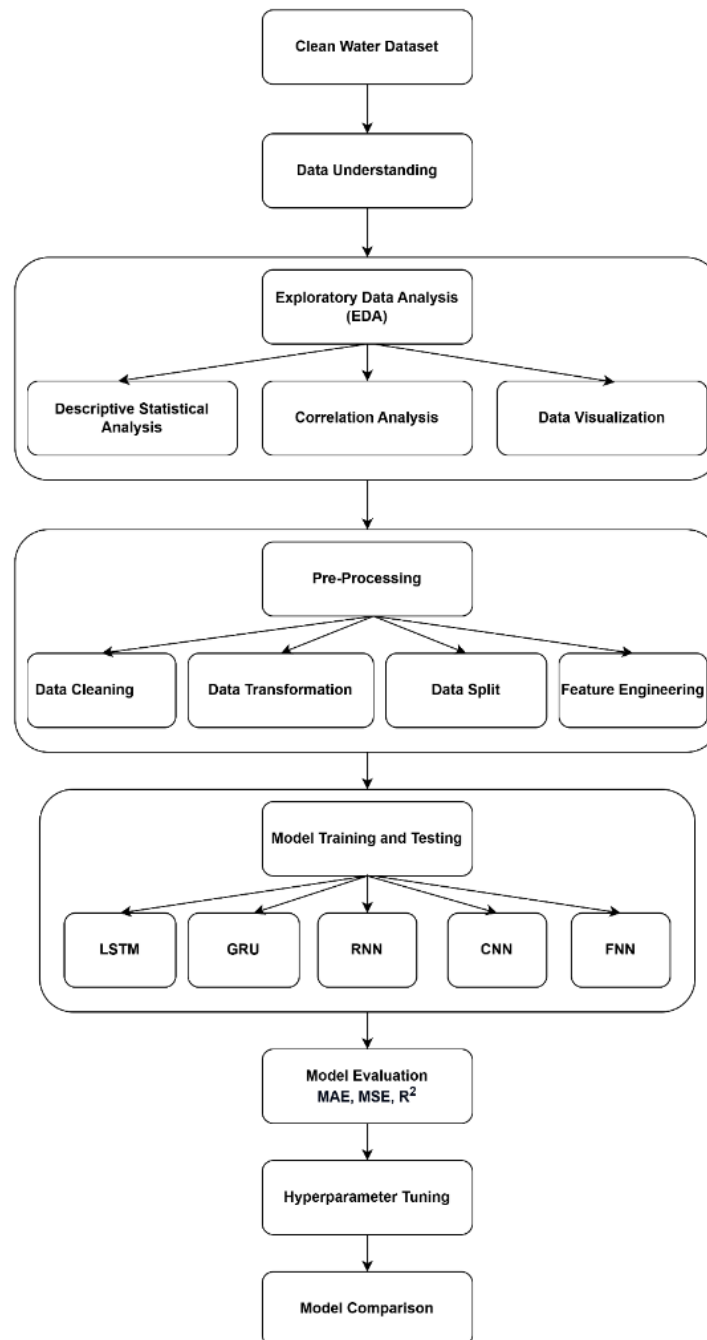 Clean Water Dataset
Data Understanding
Exploratory Data Analysis
(EDA)
Descriptive Statistical
Analysis
Correlation Analysis
Data Visualization
Pre-Processing
Data Cleaning
Data Transformation
Data Split
Feature Engineering
Model Training and Testing
LSTM
GRU
RNN
CNN
FNN
Model Evaluation
MAE, MSE, R²
Hyperparameter Tuning
Model Comparison